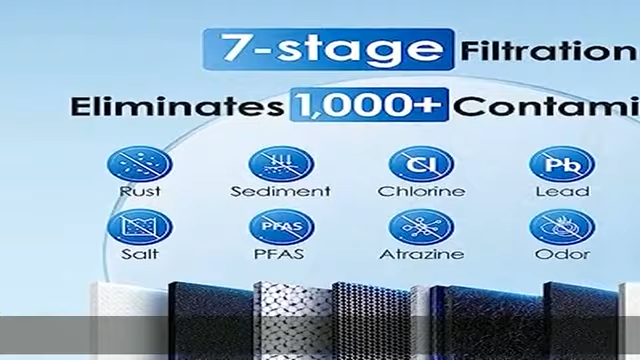 7-stage Filtration
Eliminates 1,000+ Contami
Cl Pb
Rust Sediment Chlorine Lead
PFAS
Salt PFAS Atrazine Odor